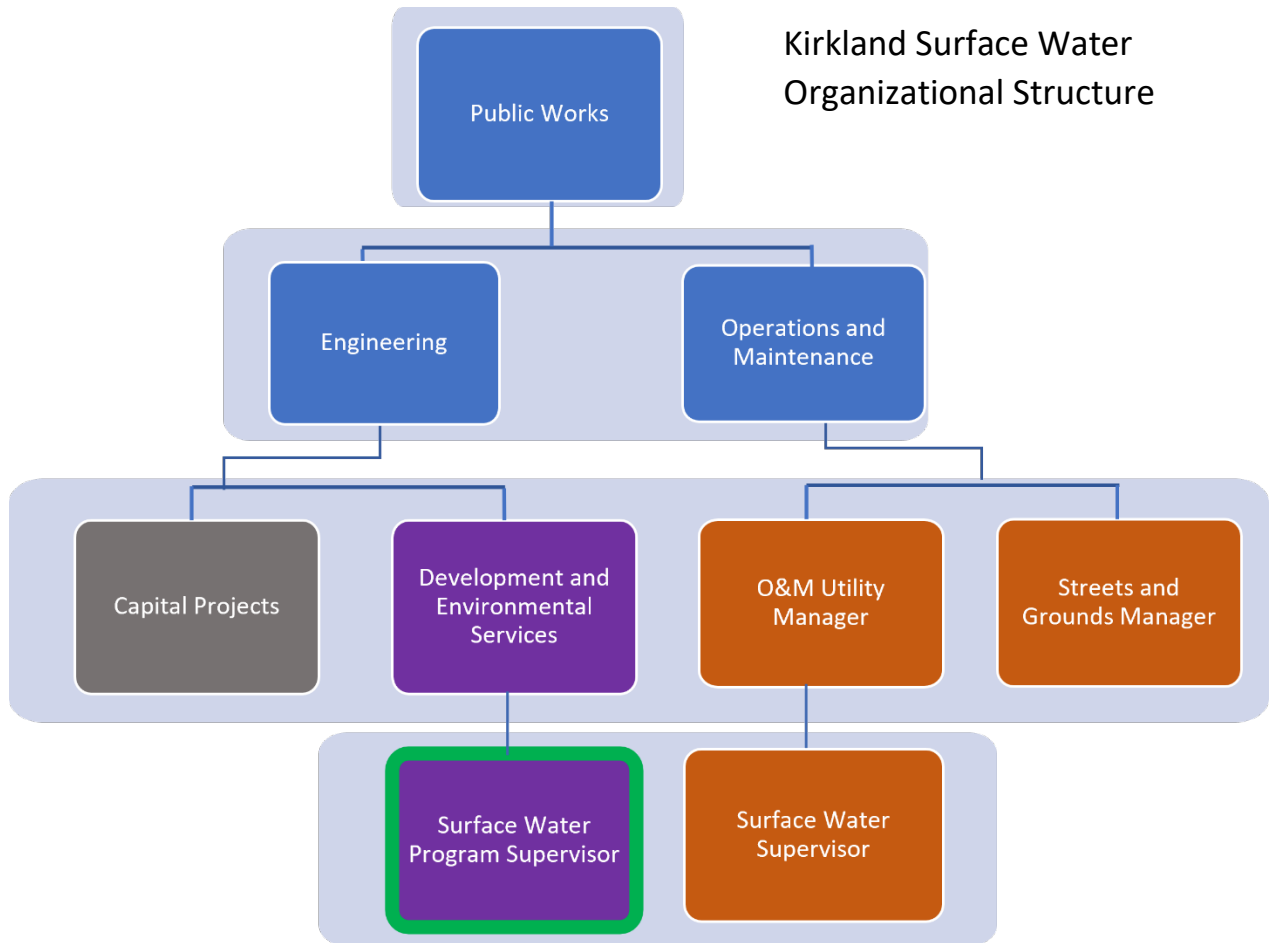 Kirkland Surface Water
Organizational Structure
Public Works
Engineering
Operations and
Maintenance
Capital Projects
Development and
Environmental
Services
O&M Utility
Manager
Streets and
Grounds Manager
Surface Water
Program Supervisor
Surface Water
Supervisor